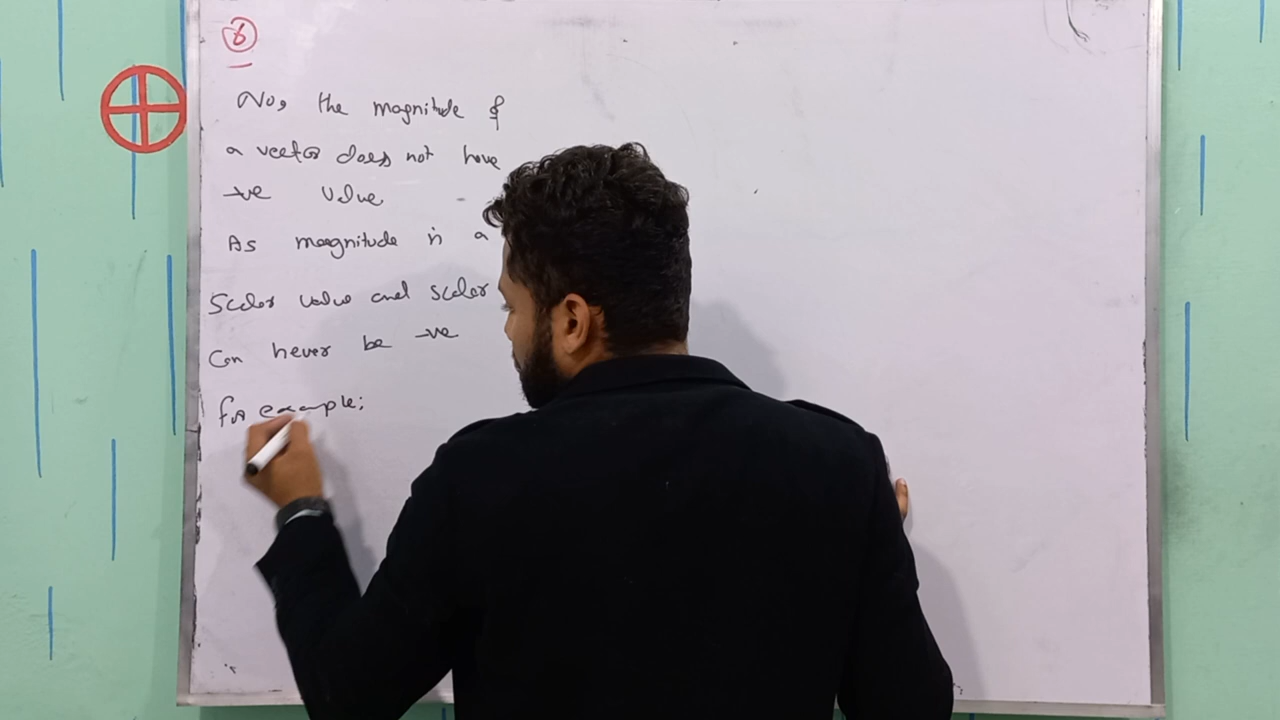 6
No, the magnitude of
a vector does not have
-ve value
As magnitude is a
Scalar value and scalar
Can never be -ve
for example;